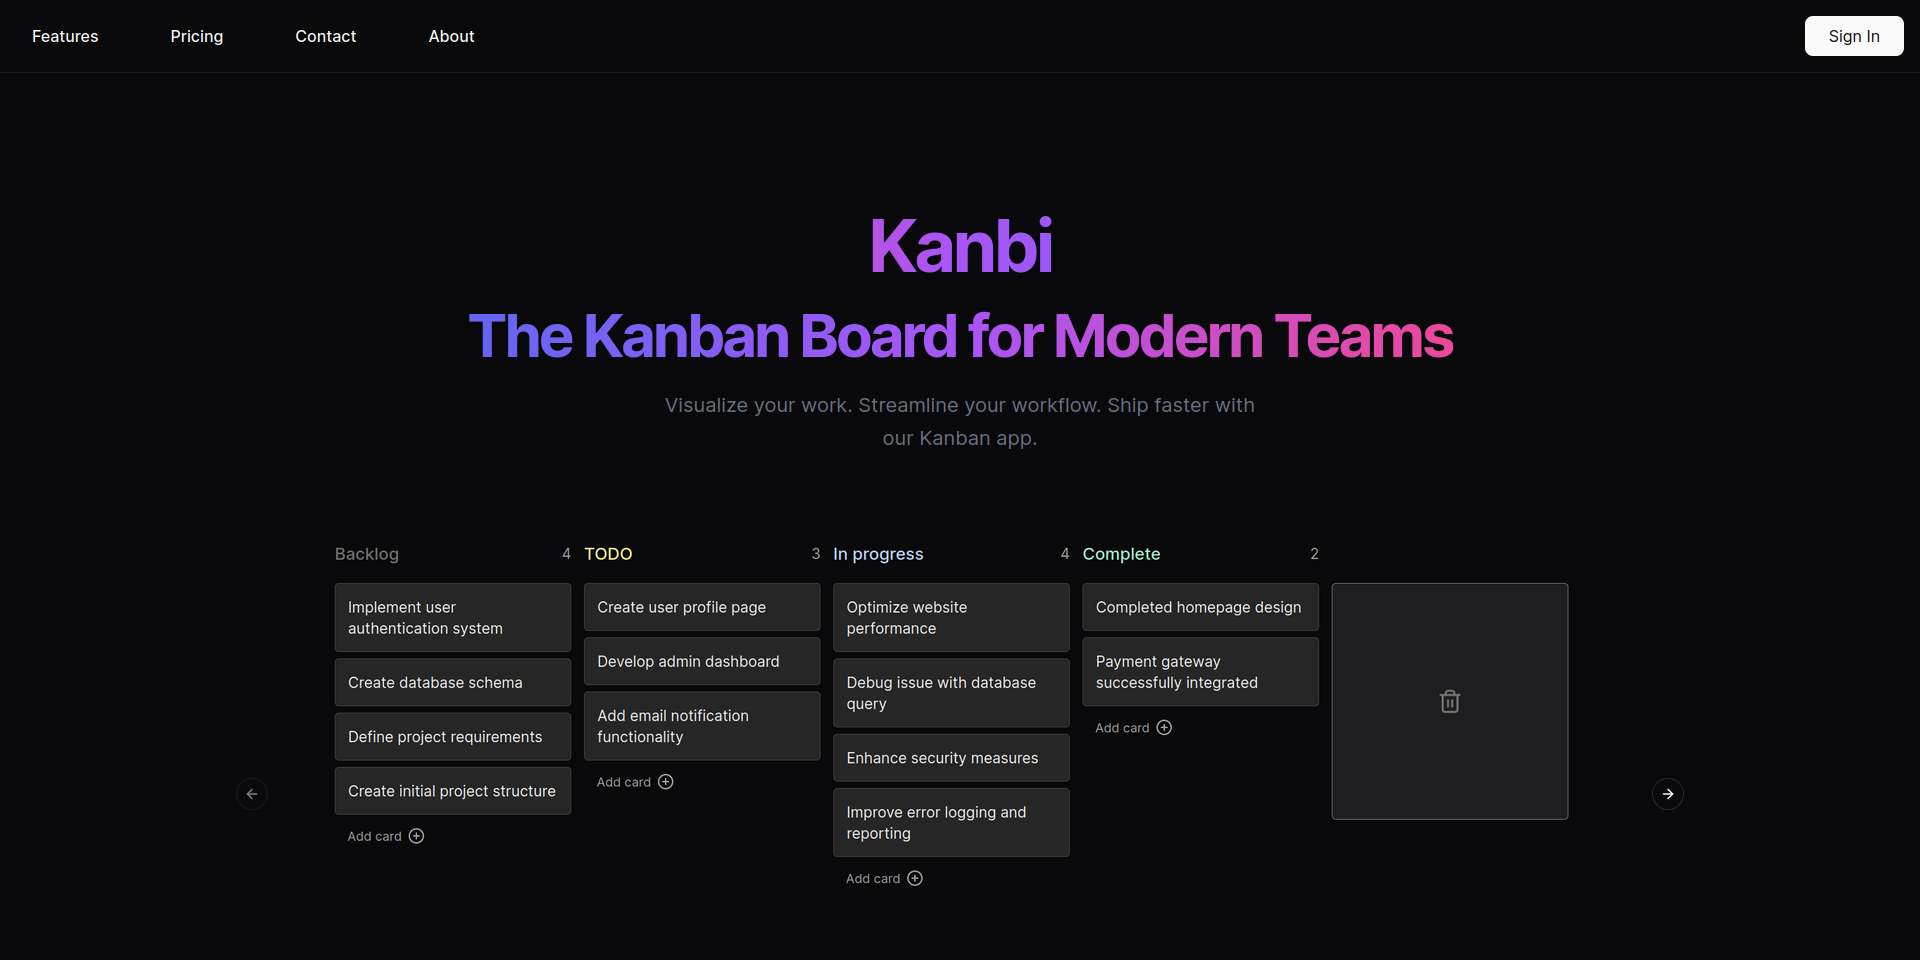 Features
Pricing
Contact
About
Sign In
Kanbi
The Kanban Board for Modern Teams
Visualize your work. Streamline your workflow. Ship faster with
our Kanban app.
Backlog 4
Implement user
authentication system
Create database schema
Define project requirements
Create initial project structure
Add card
TODO 3
Create user profile page
Develop admin dashboard
Add email notification
functionality
Add card
In progress 4
Optimize website
performance
Debug issue with database
query
Enhance security measures
Improve error logging and
reporting
Add card
Complete 2
Completed homepage design
Payment gateway
successfully integrated
Add card